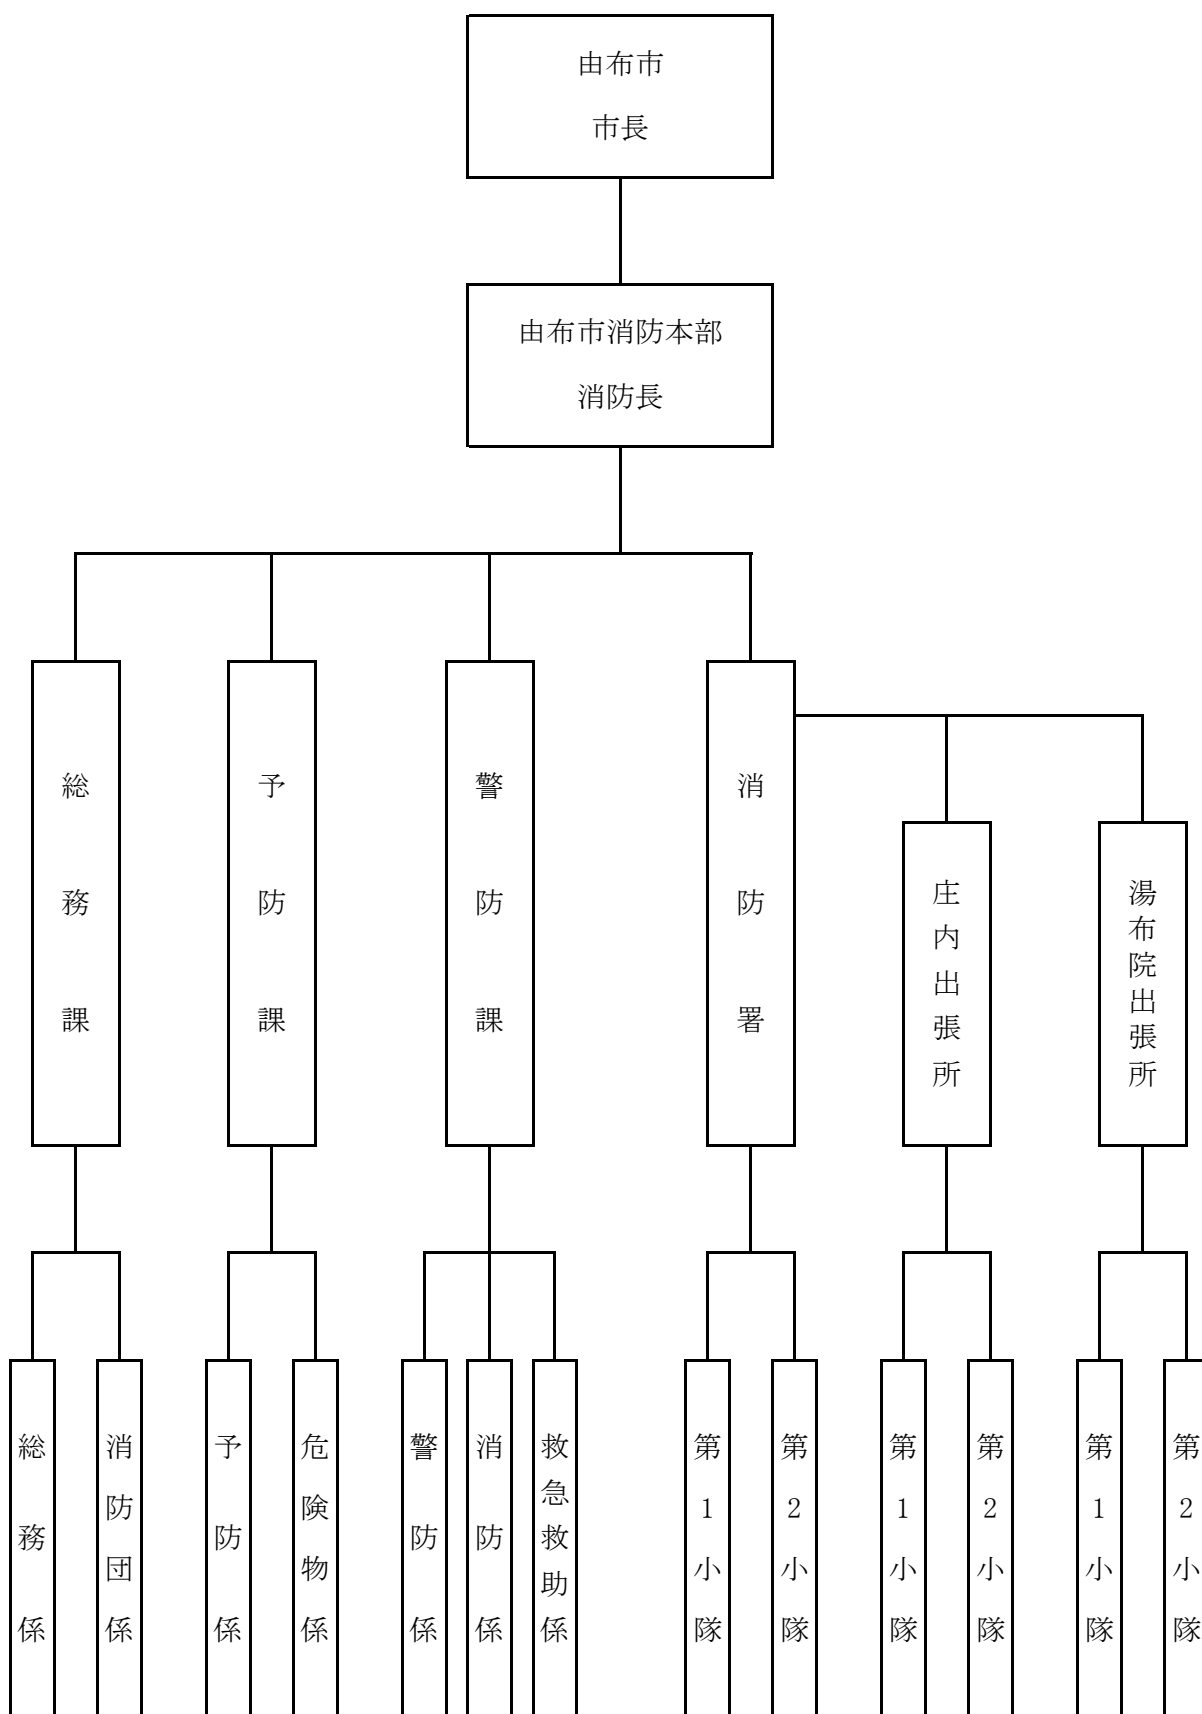 由布市
市長
由布市消防本部
消防長
総務課
予防課
警防課
消防署
庄内出張所
湯布院出張所
総務係
消防団係
予防係
危険物係
警防係
消防係
救急救助係
第1小隊
第2小隊
第1小隊
第2小隊
第1小隊
第2小隊